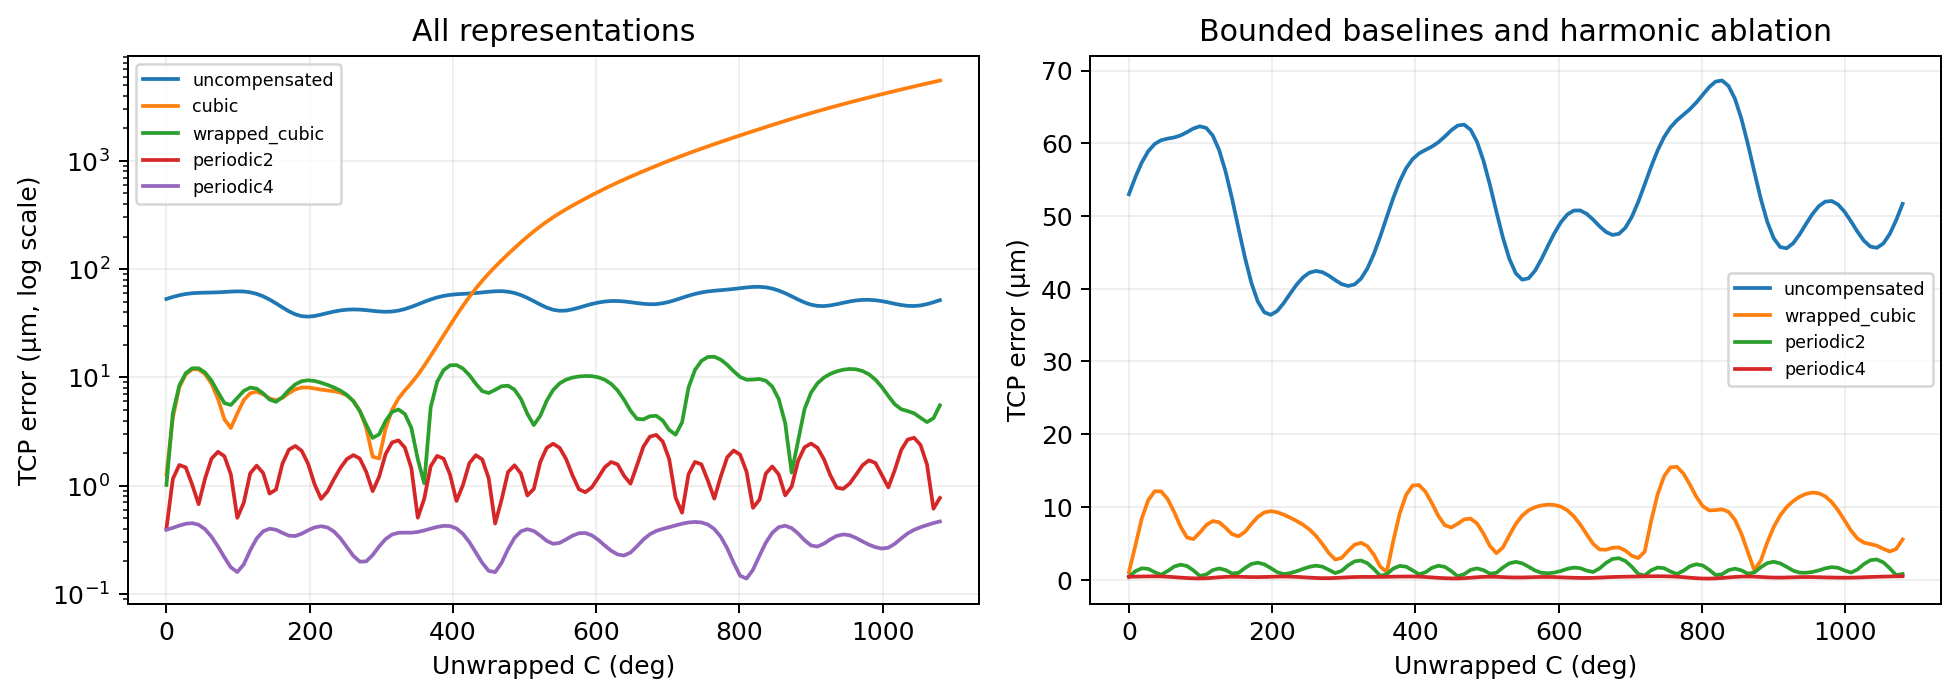 All representations
TCP error (µm, log scale)
10³
10²
10¹
10⁰
10⁻¹
uncompensated
cubic
wrapped_cubic
periodic2
periodic4
0 200 400 600 800 1000
Unwrapped C (deg)
Bounded baselines and harmonic ablation
TCP error (µm)
70
60
50
40
30
20
10
0
uncompensated
wrapped_cubic
periodic2
periodic4
0 200 400 600 800 1000
Unwrapped C (deg)